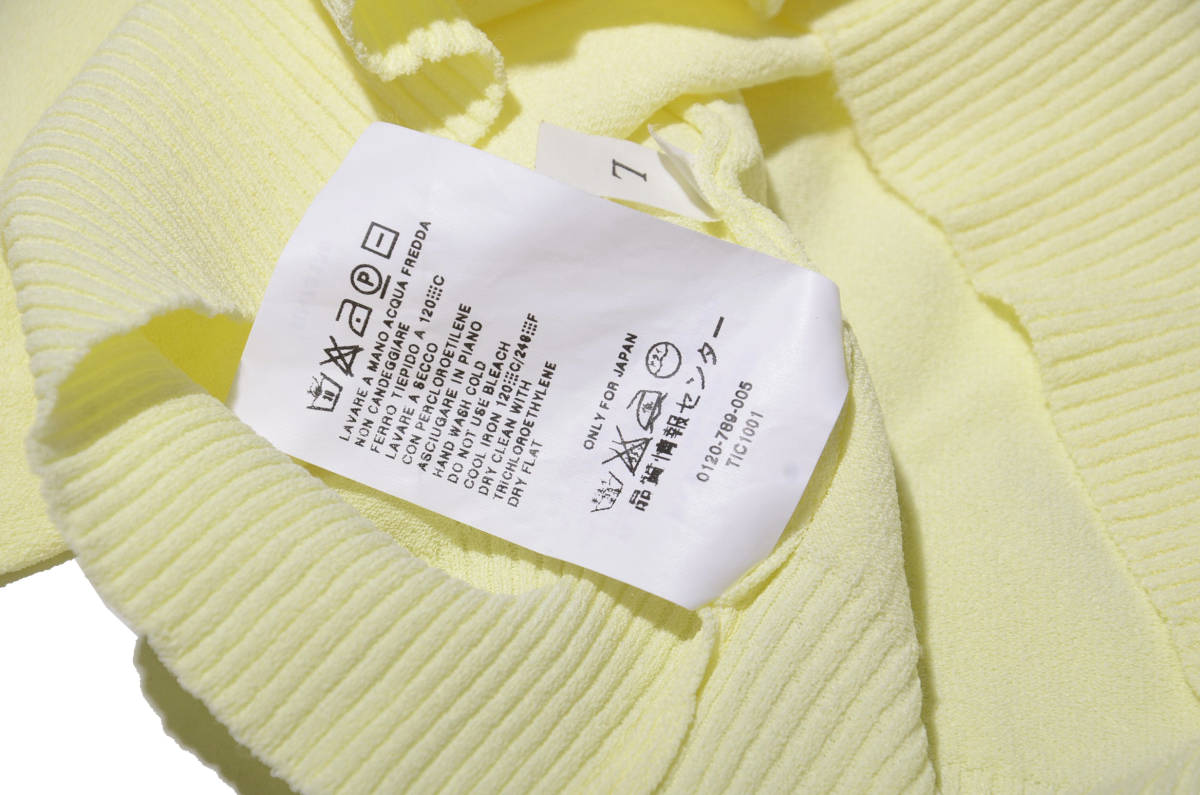 LAVARE A MANO ACQUA FREDDA
NON CANDEGGIARE
FERRO TIEPIDO A 120⁞C
LAVARE A SECCO
CON PERCLOROETILENE
ASCIUGARE IN PIANO
HAND WASH COLD
DO NOT USE BLEACH
COOL IRON 120⁞C/248⁞F
DRY CLEAN WITH
TRICHLOROETHYLENE
DRY FLAT
ONLY FOR JAPAN
品質情報センター
0120-789-005
TIC1001
P
L